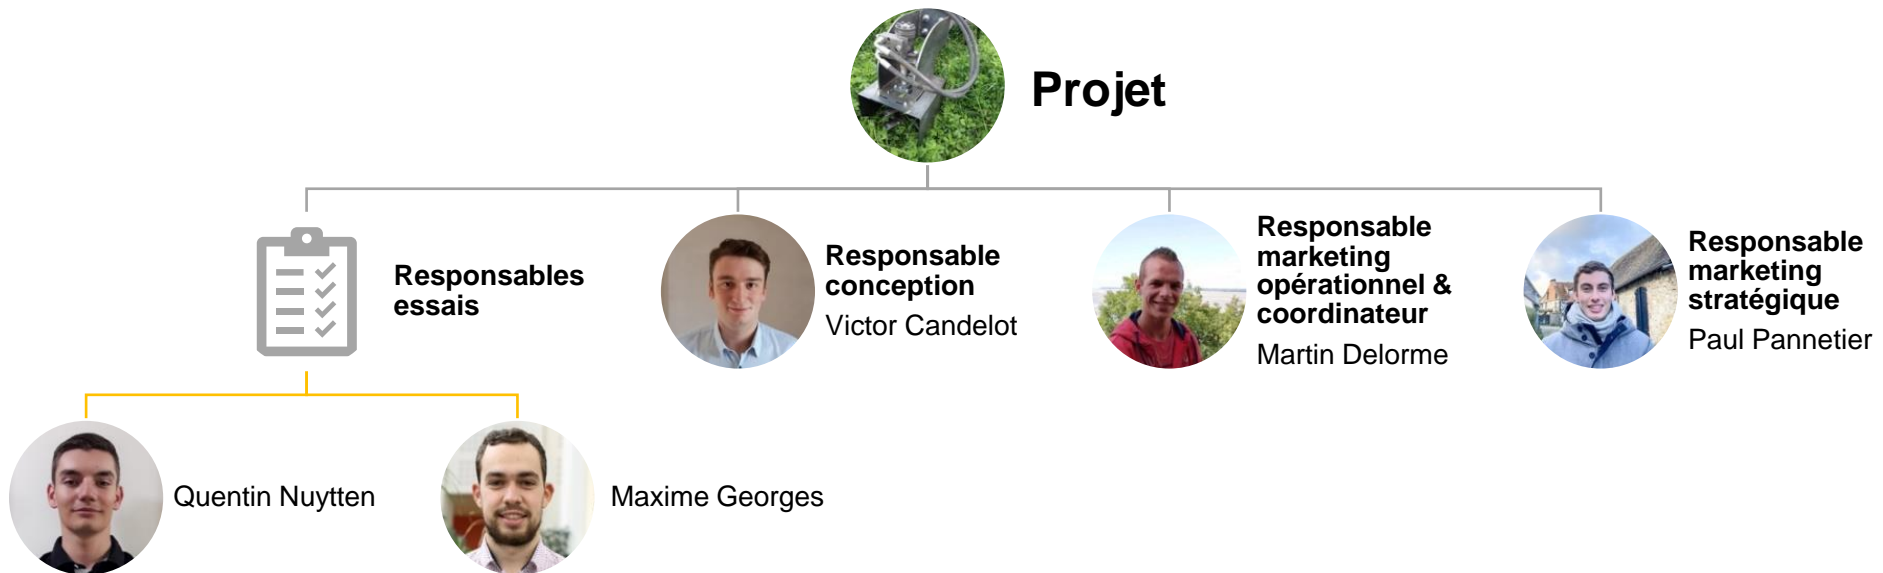 Projet
Responsables
essais
Responsable
conception
Victor Candelot
Responsable
marketing
opérationnel &
coordinateur
Martin Delorme
Responsable
marketing
stratégique
Paul Pannetier
Quentin Nuytten
Maxime Georges